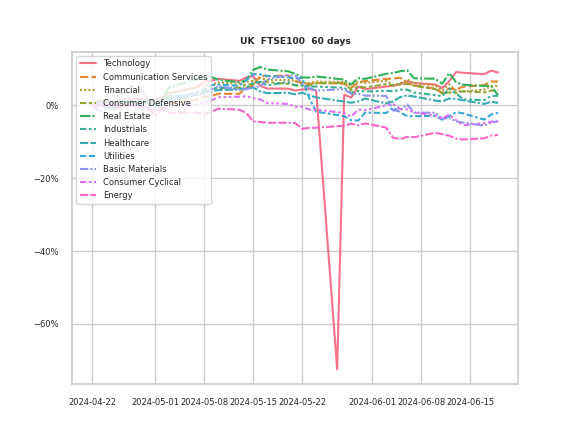 UK  FTSE100  60 days
Technology
Communication Services
Financial
Consumer Defensive
Real Estate
Industrials
Healthcare
Utilities
Basic Materials
Consumer Cyclical
Energy
0%
−20%
−40%
−60%
2024-04-22 2024-05-01 2024-05-08 2024-05-15 2024-05-22 2024-06-01 2024-06-08 2024-06-15